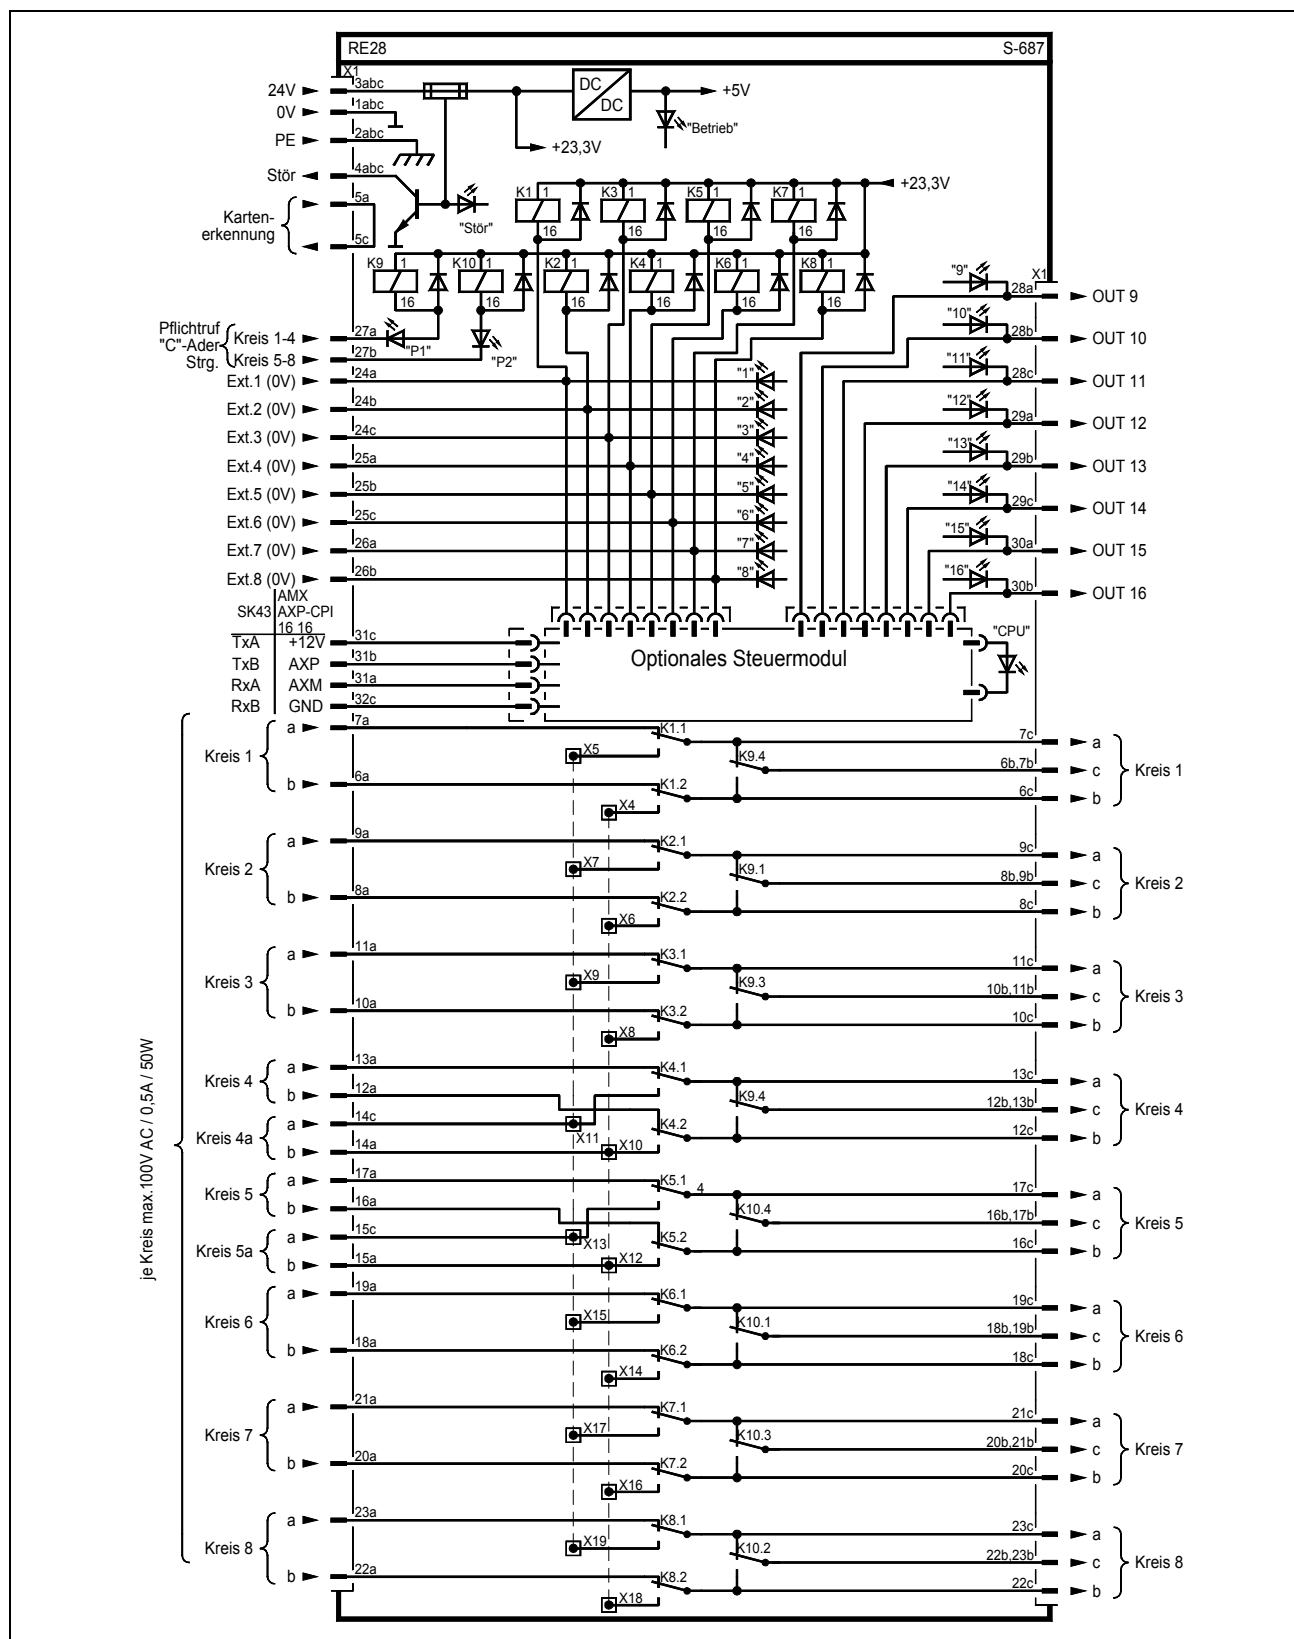 RE28 S-687
X1
24V 3abc
DC
DC
+5V
0V 1abc
"Betrieb"
PE 2abc
+23,3V
Stör 4abc
+23,3V
5a
Karten-
erkennung
5c
"Stör"
K1 1 16
K3 1 16
K5 1 16
K7 1 16
K9 1 16
K10 1 16
K2 1 16
K4 1 16
K6 1 16
K8 1 16
Pflichtruf
"C"-Ader
Strg.
Kreis 1-4 27a
"P1"
Kreis 5-8 27b
"P2"
X1
"9" 28a OUT 9
"10" 28b OUT 10
"11" 28c OUT 11
"12" 29a OUT 12
"13" 29b OUT 13
"14" 29c OUT 14
"15" 30a OUT 15
"16" 30b OUT 16
Ext.1 (0V) 24a "1"
Ext.2 (0V) 24b "2"
Ext.3 (0V) 24c "3"
Ext.4 (0V) 25a "4"
Ext.5 (0V) 25b "5"
Ext.6 (0V) 25c "6"
Ext.7 (0V) 26a "7"
Ext.8 (0V) 26b "8"
AMX
SK43 AXP-CPI
16 16
TxA +12V 31c
TxB AXP 31b
RxA AXM 31a
RxB GND 32c
Optionales Steuermodul
"CPU"
je Kreis max.100V AC / 0,5A / 50W
Kreis 1
a 7a K1.1 7c a
X5
K9.4 6b,7b c Kreis 1
b 6a K1.2 6c b
X4
Kreis 2
a 9a K2.1 9c a
X7
K9.1 8b,9b c Kreis 2
b 8a K2.2 8c b
X6
Kreis 3
a 11a K3.1 11c a
X9
K9.3 10b,11b c Kreis 3
b 10a K3.2 10c b
X8
Kreis 4
a 13a K4.1 13c a
b 12a
K9.4 12b,13b c Kreis 4
Kreis 4a
a 14c X11
K4.2 12c b
b 14a X10
Kreis 5
a 17a K5.1 4 17c a
b 16a
K10.4 16b,17b c Kreis 5
Kreis 5a
a 15c X13
K5.2 16c b
b 15a X12
Kreis 6
a 19a K6.1 19c a
X15
K10.1 18b,19b c Kreis 6
b 18a K6.2 18c b
X14
Kreis 7
a 21a K7.1 21c a
X17
K10.3 20b,21b c Kreis 7
b 20a K7.2 20c b
X16
Kreis 8
a 23a K8.1 23c a
X19
K10.2 22b,23b c Kreis 8
b 22a K8.2 22c b
X18